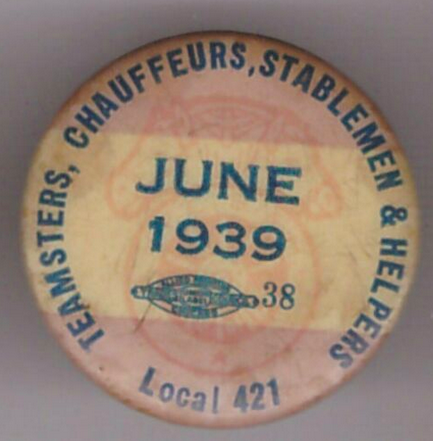 TEAMSTERS, CHAUFFEURS, STABLEMEN & HELPERS
JUNE
1939
38
Local 421